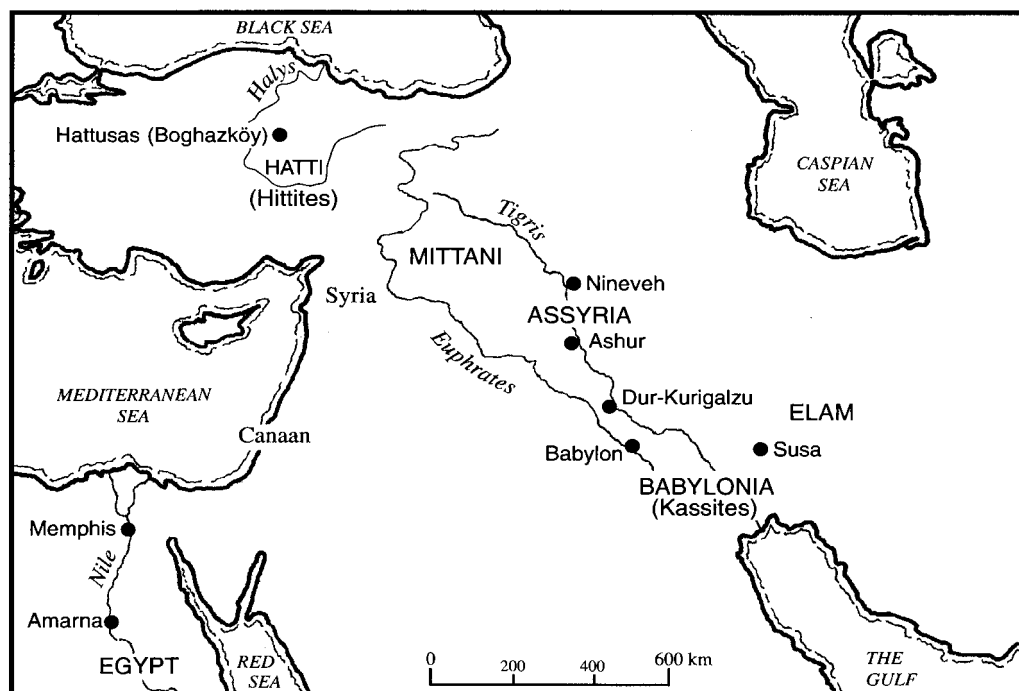 BLACK SEA
Halys
Hattusas (Boghazköy)
HATTI
(Hittites)
CASPIAN
SEA
Tigris
MITTANI
Nineveh
Syria
ASSYRIA
Ashur
Euphrates
MEDITERRANEAN
SEA
Dur-Kurigalzu
ELAM
Canaan
Babylon
Susa
BABYLONIA
(Kassites)
Memphis
Nile
Amarna
EGYPT
RED
SEA
0 200 400 600 km
THE
GULF